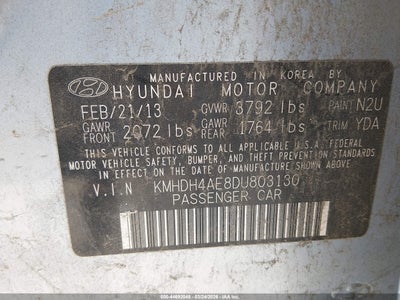 MANUFACTURED IN KOREA BY
HYUNDAI MOTOR COMPANY
FEB/21/13 GVWR 3792 lbs PAINT N2U
GAWR FRONT 2072 lbs GAWR REAR 1764 lbs TRIM YDA
THIS VEHICLE CONFORMS TO ALL APPLICABLE U.S. FEDERAL
MOTOR VEHICLE SAFETY, BUMPER, AND THEFT PREVENTION
STANDARDS IN EFFECT ON THE DATE OF MANUFACTURE SHOWN ABOVE.
V.I.N KMHDH4AE8DU803130
PASSENGER CAR